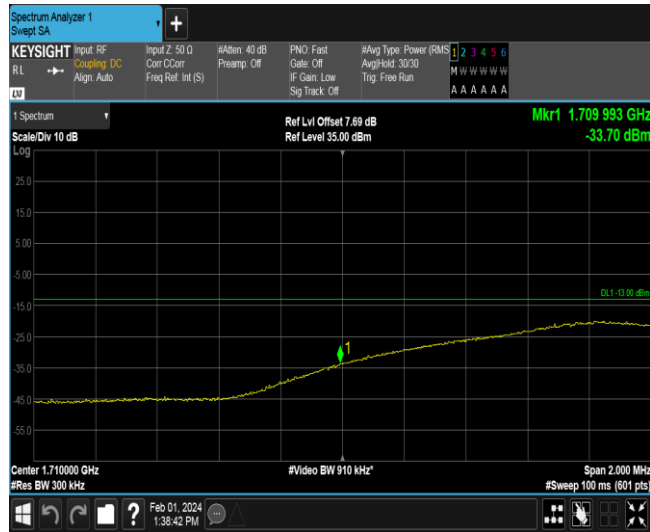 Spectrum Analyzer 1
Swept SA
KEYSIGHT
RL
LXI
Input: RF
Coupling: DC
Align: Auto
Input Z: 50 Ω
Corr CCorr
Freq Ref: Int (S)
#Atten: 40 dB
Preamp: Off
PNO: Fast
Gate: Off
IF Gain: Low
Sig Track: Off
#Avg Type: Power (RMS
Avg|Hold: 30/30
Trig: Free Run
1 2 3 4 5 6
M W W W W W
A A A A A A
1 Spectrum
Scale/Div 10 dB
Log
Ref Lvl Offset 7.69 dB
Ref Level 35.00 dBm
Mkr1 1.709 993 GHz
-33.70 dBm
25.0
15.0
5.00
-5.00
DL1 -13.00 dBm
-15.0
-25.0
1
-35.0
-45.0
-55.0
Center 1.710000 GHz
#Res BW 300 kHz
#Video BW 910 kHz*
Span 2.000 MHz
#Sweep 100 ms (601 pts)
?
Feb 01, 2024
1:38:42 PM